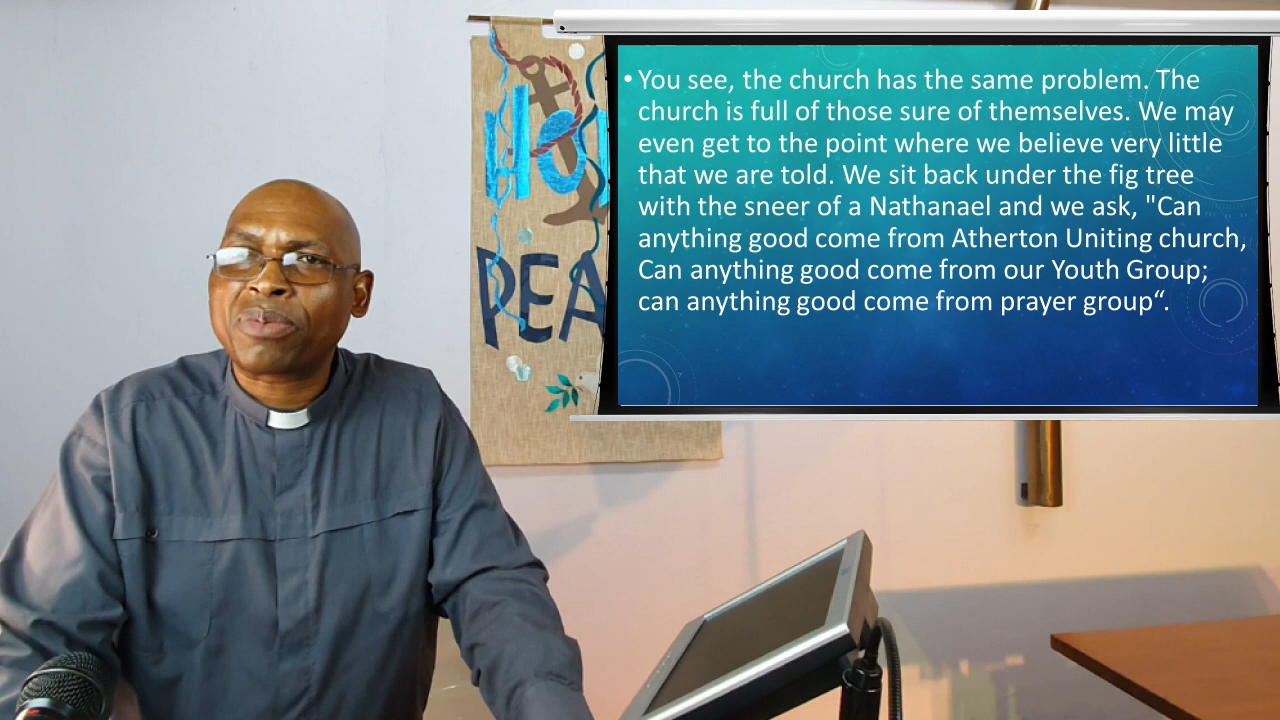 HO
PEA
• You see, the church has the same problem. The
church is full of those sure of themselves. We may
even get to the point where we believe very little
that we are told. We sit back under the fig tree
with the sneer of a Nathanael and we ask, "Can
anything good come from Atherton Uniting church,
Can anything good come from our Youth Group;
can anything good come from prayer group“.